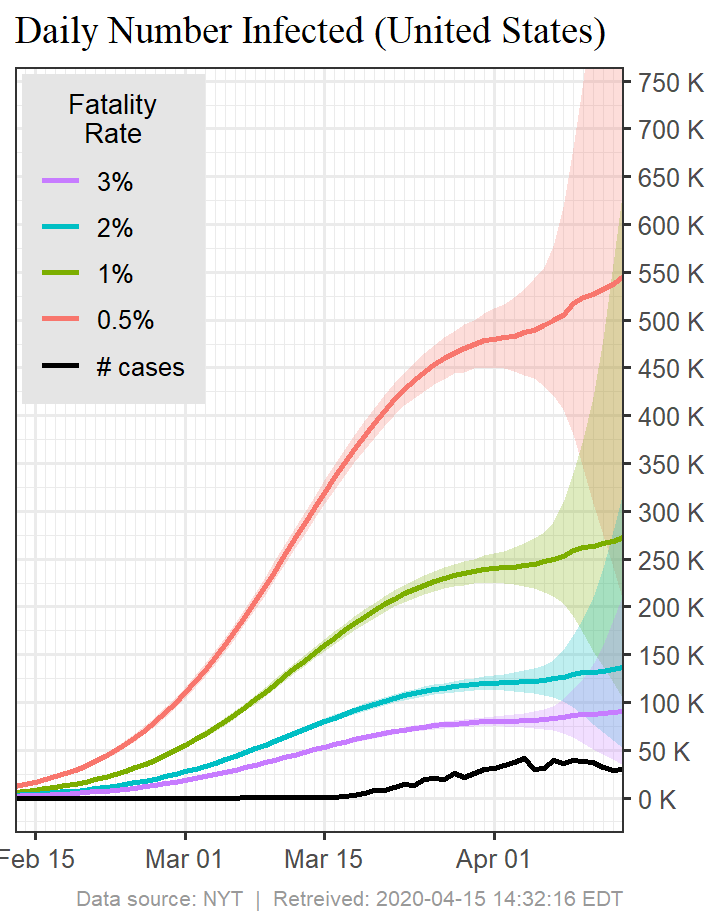 Daily Number Infected (United States)
Fatality
Rate
3%
2%
1%
0.5%
# cases
750 K
700 K
650 K
600 K
550 K
500 K
450 K
400 K
350 K
300 K
250 K
200 K
150 K
100 K
50 K
0 K
Feb 15 Mar 01 Mar 15 Apr 01
Data source: NYT | Retreived: 2020-04-15 14:32:16 EDT